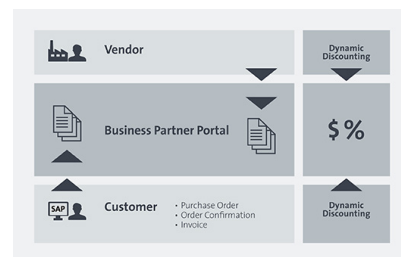 Vendor
Dynamic
Discounting
Business Partner Portal
$ %
SAP
Customer
• Purchase Order
• Order Confirmation
• Invoice
Dynamic
Discounting